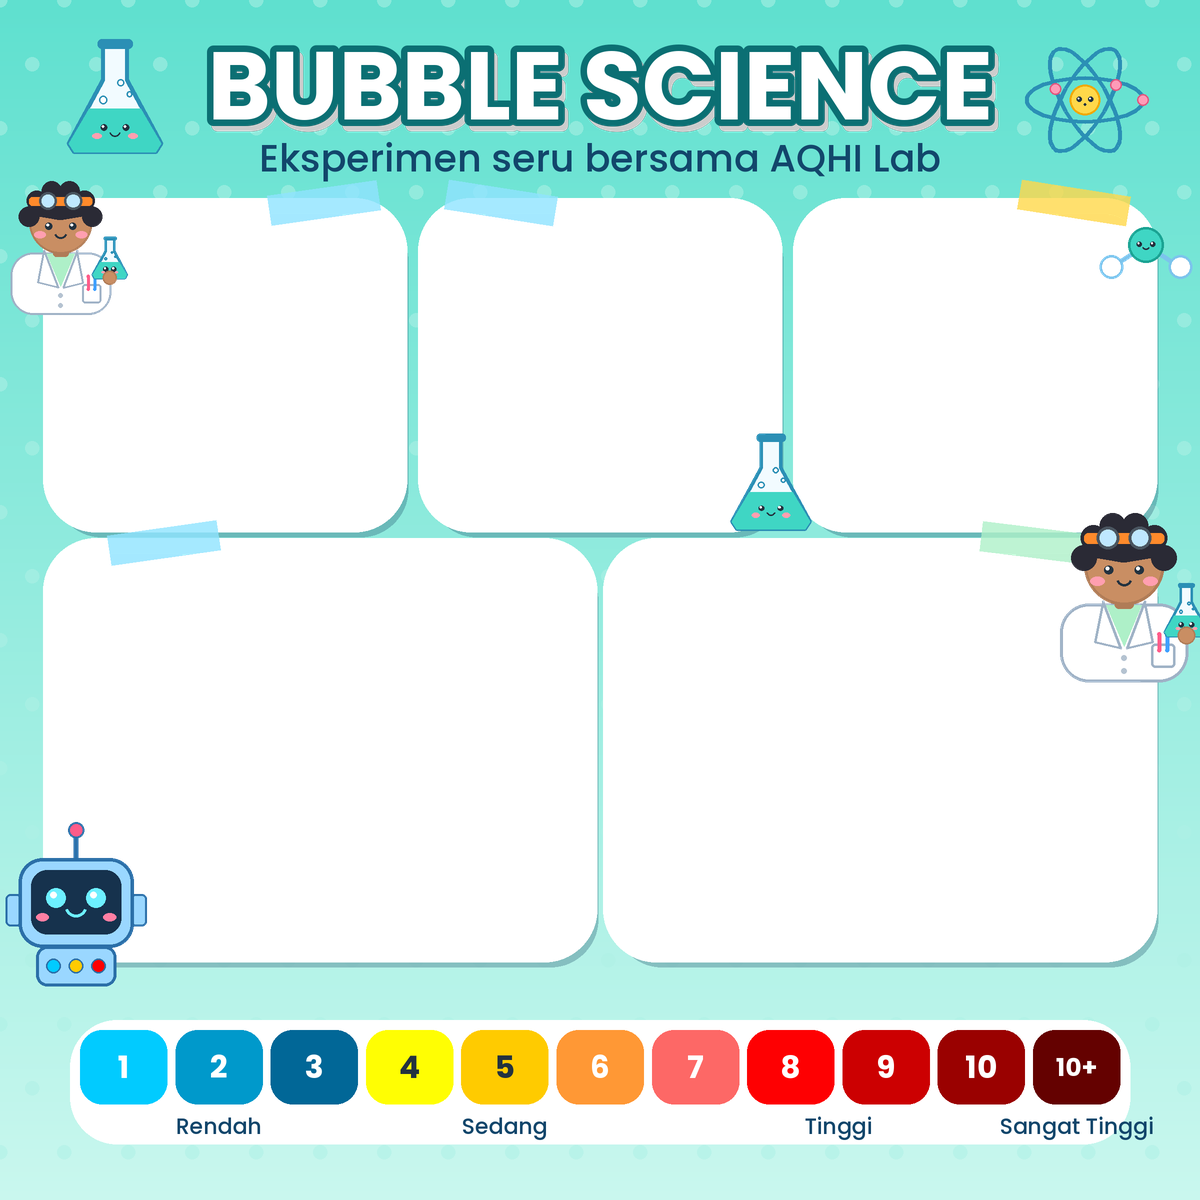 BUBBLE SCIENCE
Eksperimen seru bersama AQHI Lab
1 2 3 4 5 6 7 8 9 10 10+
Rendah Sedang Tinggi Sangat Tinggi